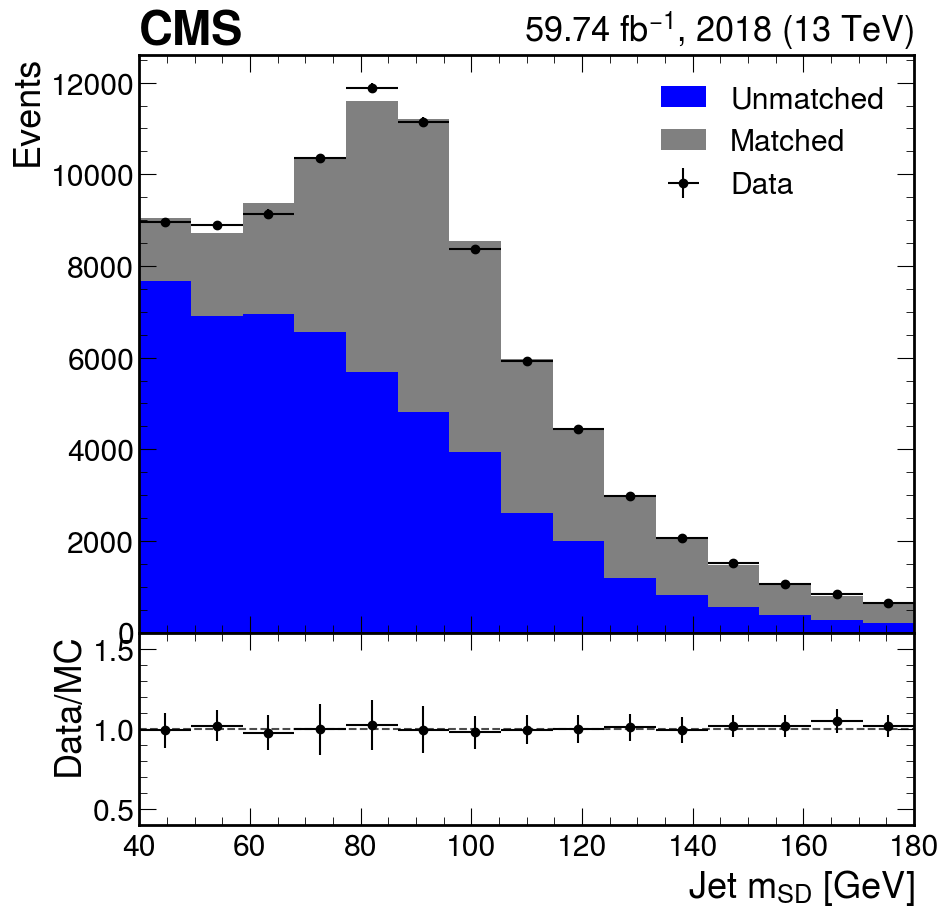 CMS
59.74 fb⁻¹, 2018 (13 TeV)
Events
12000
10000
8000
6000
4000
2000
0
Unmatched
Matched
Data
Data/MC
1.5
1.0
0.5
40 60 80 100 120 140 160 180
Jet m_SD [GeV]